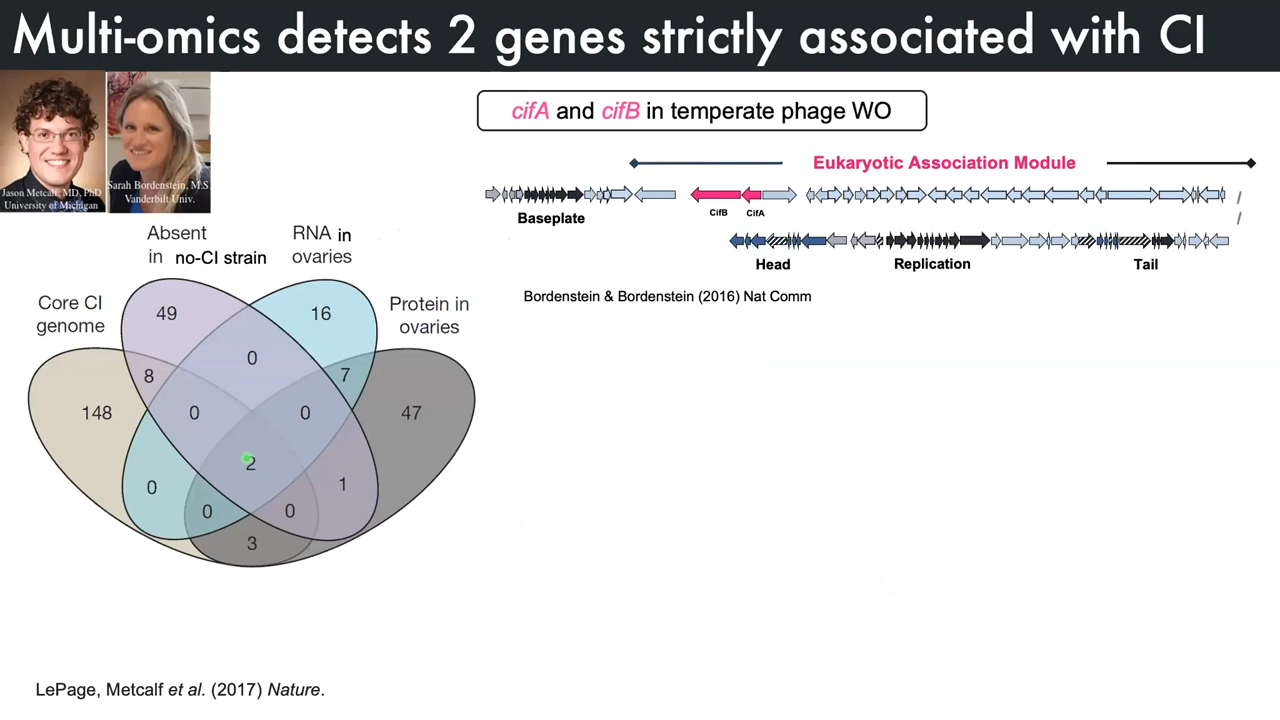 Multi-omics detects 2 genes strictly associated with CI
Jason Metcalf, MD, PhD
University of Michigan
Sarah Bordenstein, M.S.
Vanderbilt Univ.
cifA and cifB in temperate phage WO
Eukaryotic Association Module
CifB
CifA
Baseplate
Head
Replication
Tail
Bordenstein & Bordenstein (2016) Nat Comm
Absent
in no-CI strain
RNA in
ovaries
Core CI
genome
Protein in
ovaries
49
16
0
8
7
148
0
0
47
2
0
1
0
0
3
LePage, Metcalf et al. (2017) Nature.